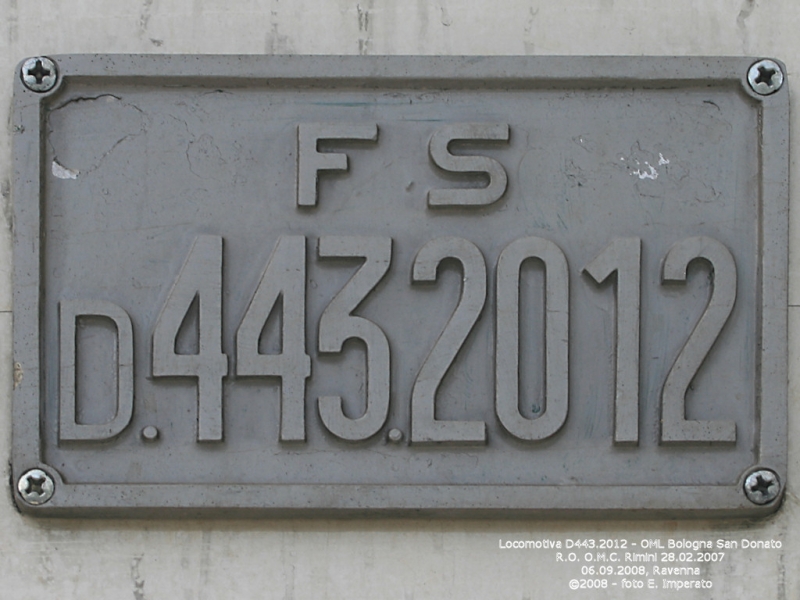 FS
D.443.2012
Locomotiva D443.2012 - OML Bologna San Donato
R.O. O.M.C. Rimini 28.02.2007
06.09.2008, Ravenna
©2008 - foto E. Imperato